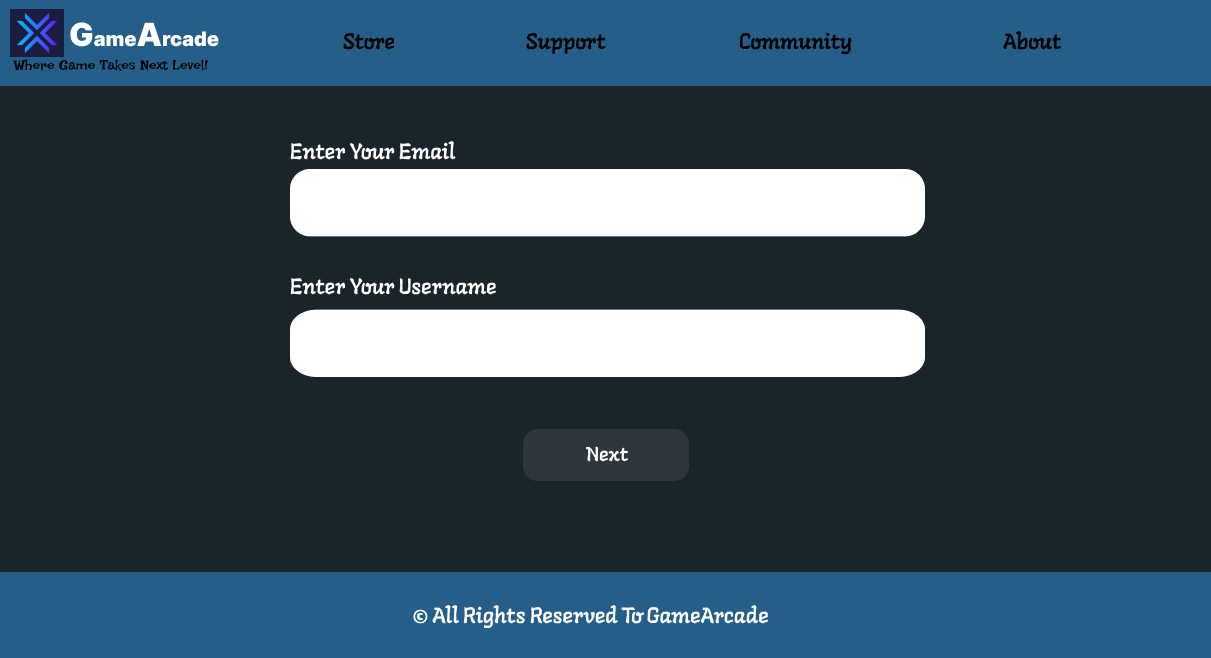 GameArcade
Where Game Takes Next Level!
Store Support Community About
Enter Your Email
Enter Your Username
Next
© All Rights Reserved To GameArcade